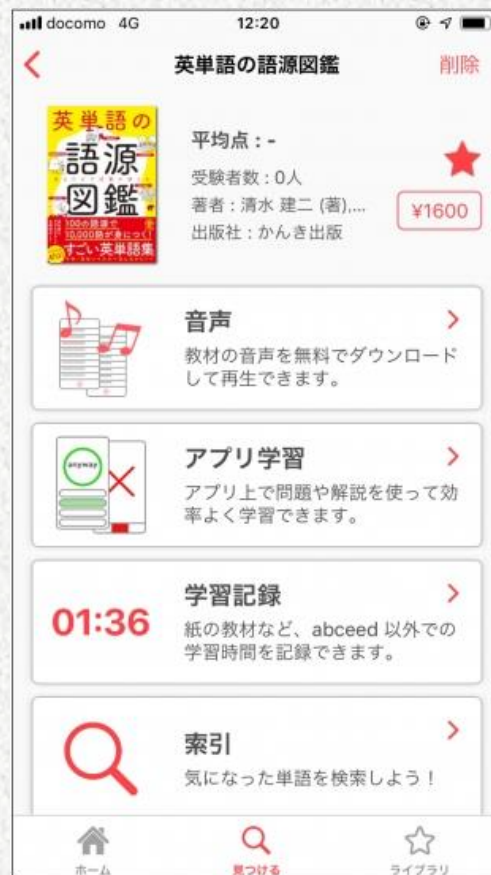 docomo 4G 12:20
英単語の語源図鑑
削除
英単語の
語源
図鑑
100の語源で
10,000語が身につく!
すごい英単語集
平均点：-
受験者数：0人
著者：清水 建二 (著),...
出版社：かんき出版
¥1600
音声
教材の音声を無料でダウンロード
して再生できます。
anyway
アプリ学習
アプリ上で問題や解説を使って効
率よく学習できます。
01:36
学習記録
紙の教材など、abceed 以外での
学習時間を記録できます。
索引
気になった単語を検索しよう！
ホーム
見つける
ライブラリ